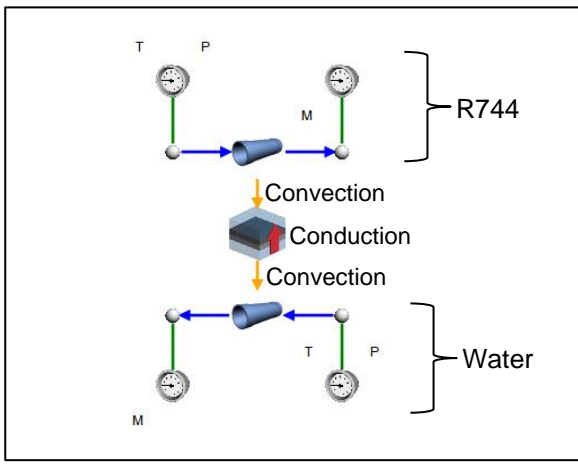 T P
M
R744
Convection
Conduction
Convection
T P
Water
M